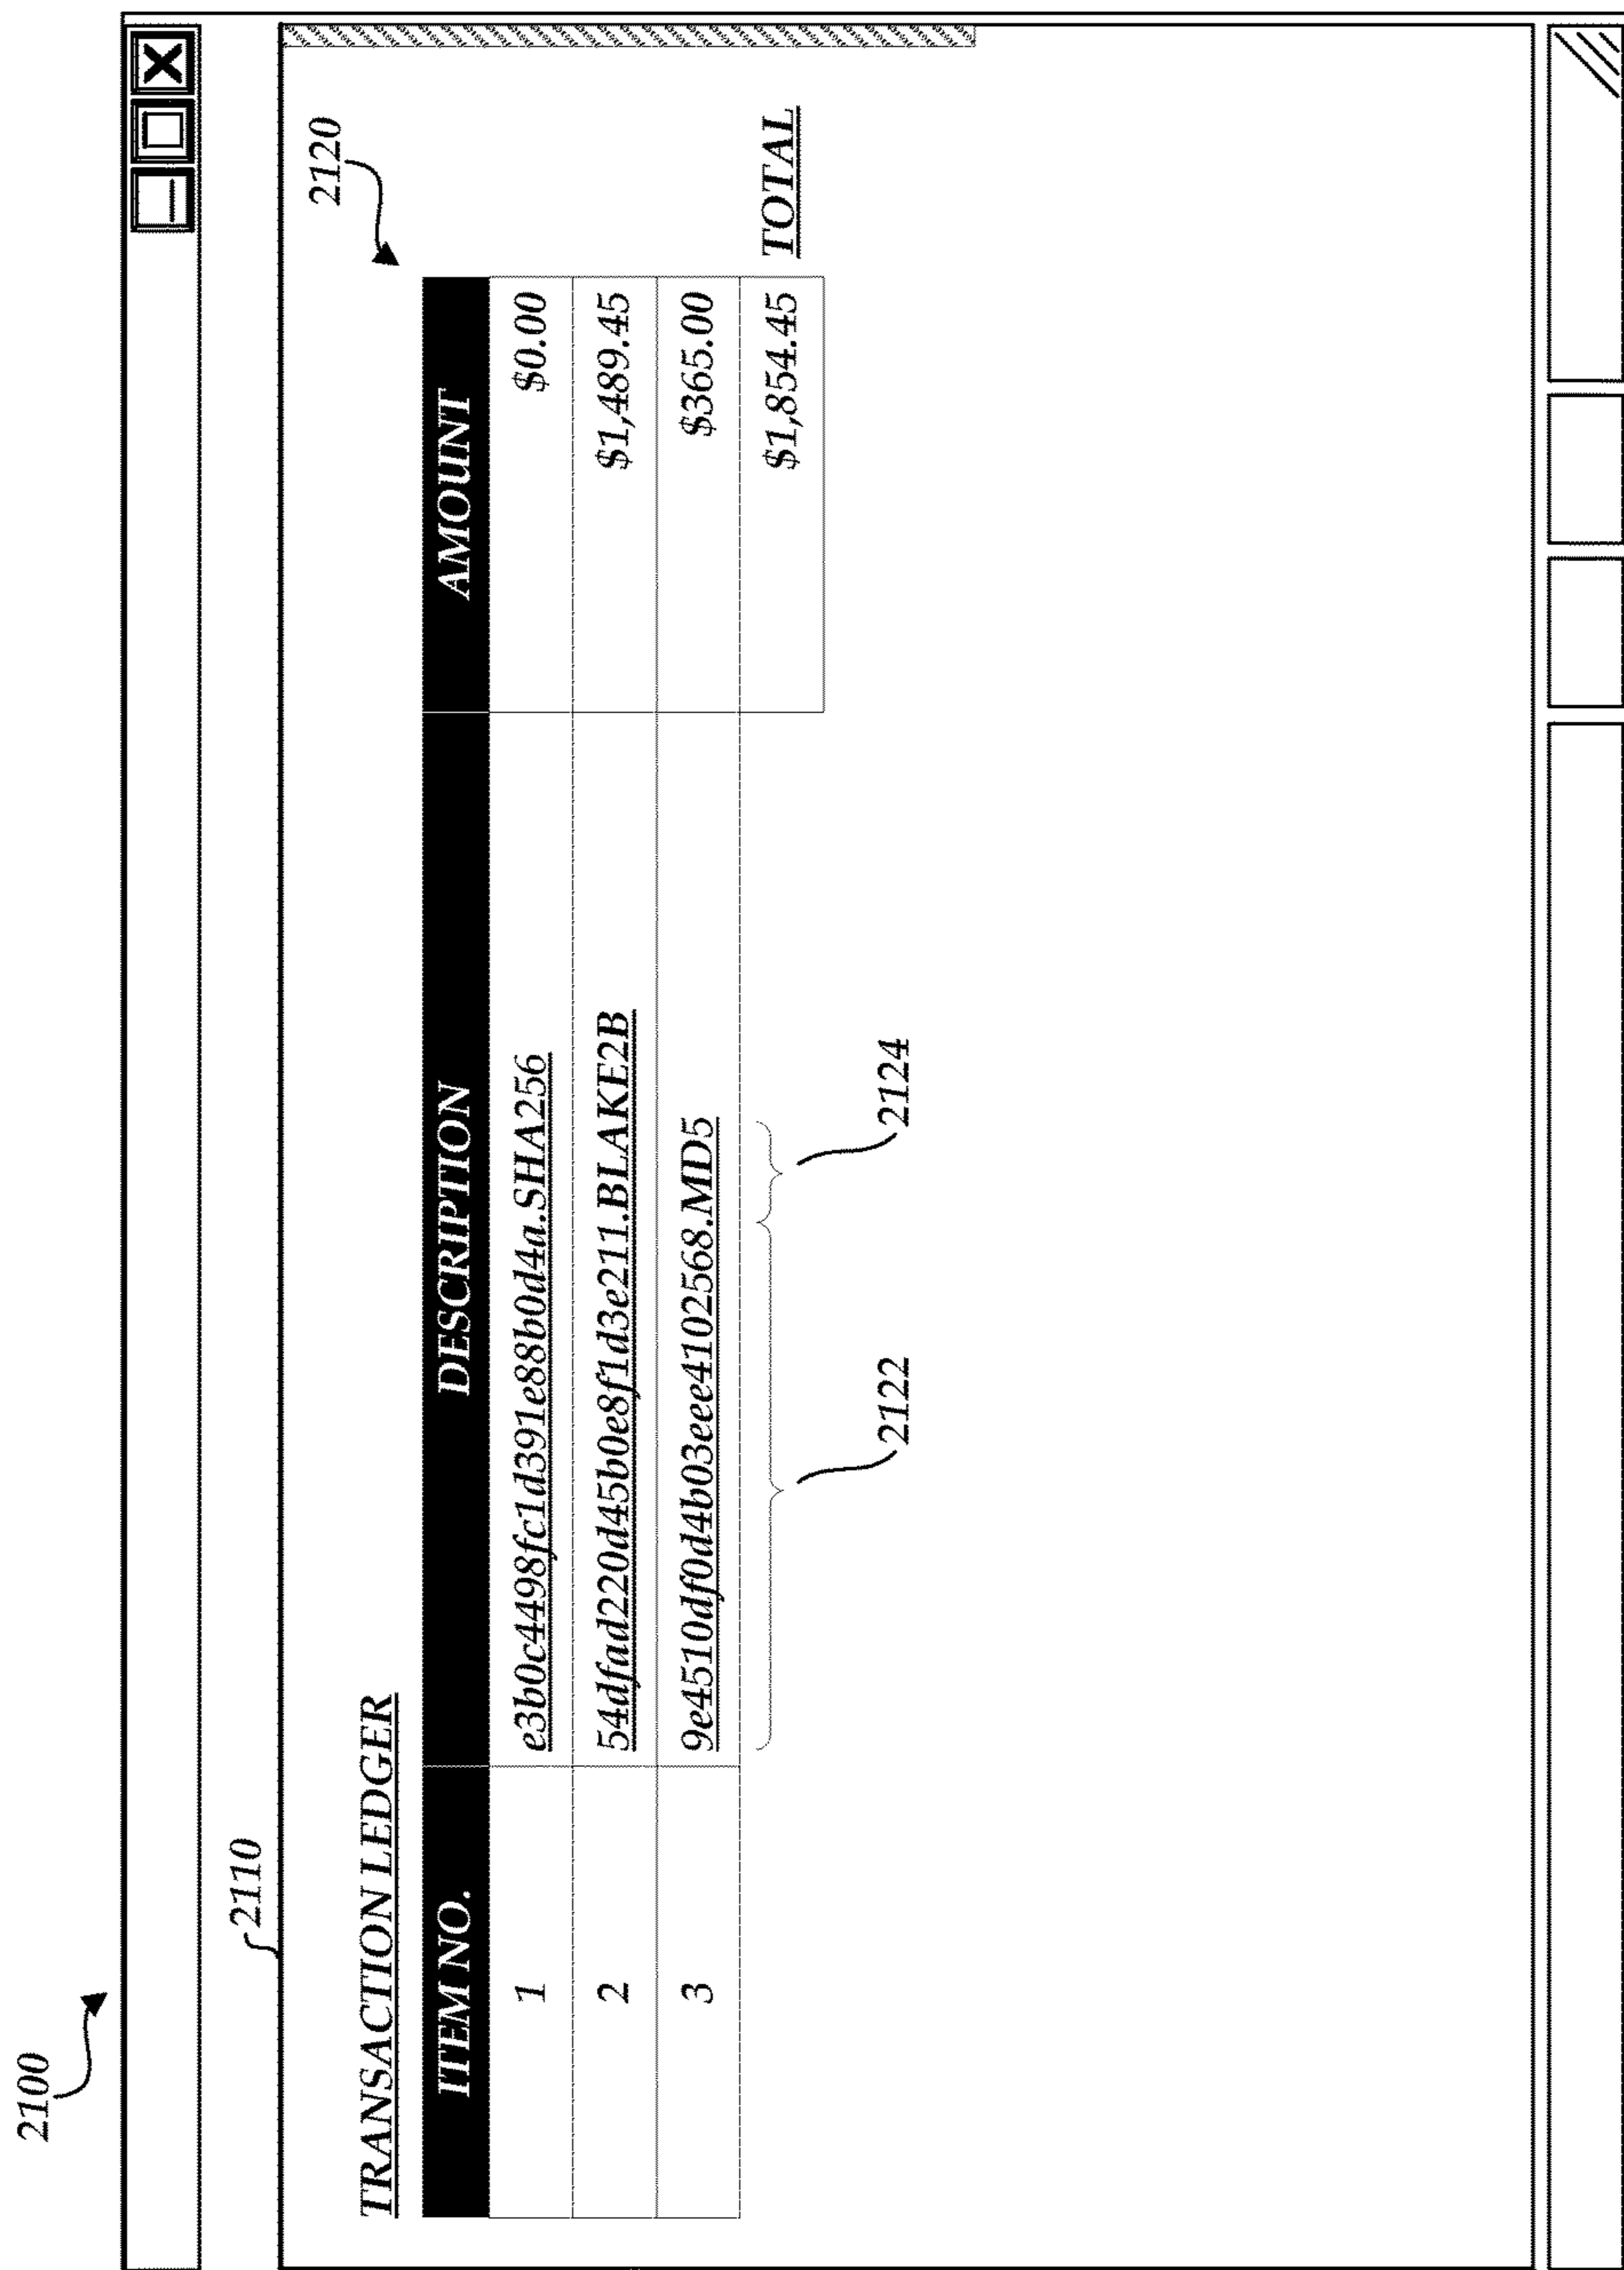 2100
2110
TRANSACTION LEDGER
2120
ITEM NO. DESCRIPTION AMOUNT
1 e3b0c4498fc1d391e88b0d4a.SHA256 $0.00
2 54dfad220d45b0e8f1d3e211.BLAKE2B $1,489.45
3 9e4510df0d4b03eee4102568.MD5 $365.00
$1,854.45 TOTAL
2122 2124